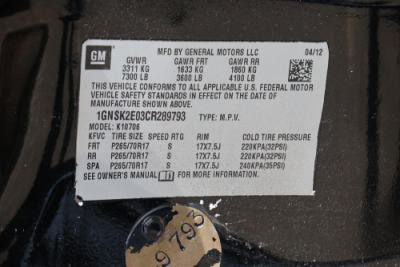 GM
MFD BY GENERAL MOTORS LLC 04/12
GVWR GAWR FRT GAWR RR
3311 KG 1633 KG 1860 KG
7300 LB 3600 LB 4100 LB
THIS VEHICLE CONFORMS TO ALL APPLICABLE U.S. FEDERAL MOTOR
VEHICLE SAFETY STANDARDS IN EFFECT ON THE DATE OF
MANUFACTURE SHOWN ABOVE.
1GNSK2E03CR289793 TYPE: M.P.V.
MODEL: K10706
KFVC TIRE SIZE SPEED RTG RIM COLD TIRE PRESSURE
FRT P265/70R17 S 17X7.5J 220KPA(32PSI)
RR P265/70R17 S 17X7.5J 220KPA(32PSI)
SPA P265/70R17 S 17X7.5J 240KPA(35PSI)
SEE OWNER'S MANUAL FOR MORE INFORMATION.
9793